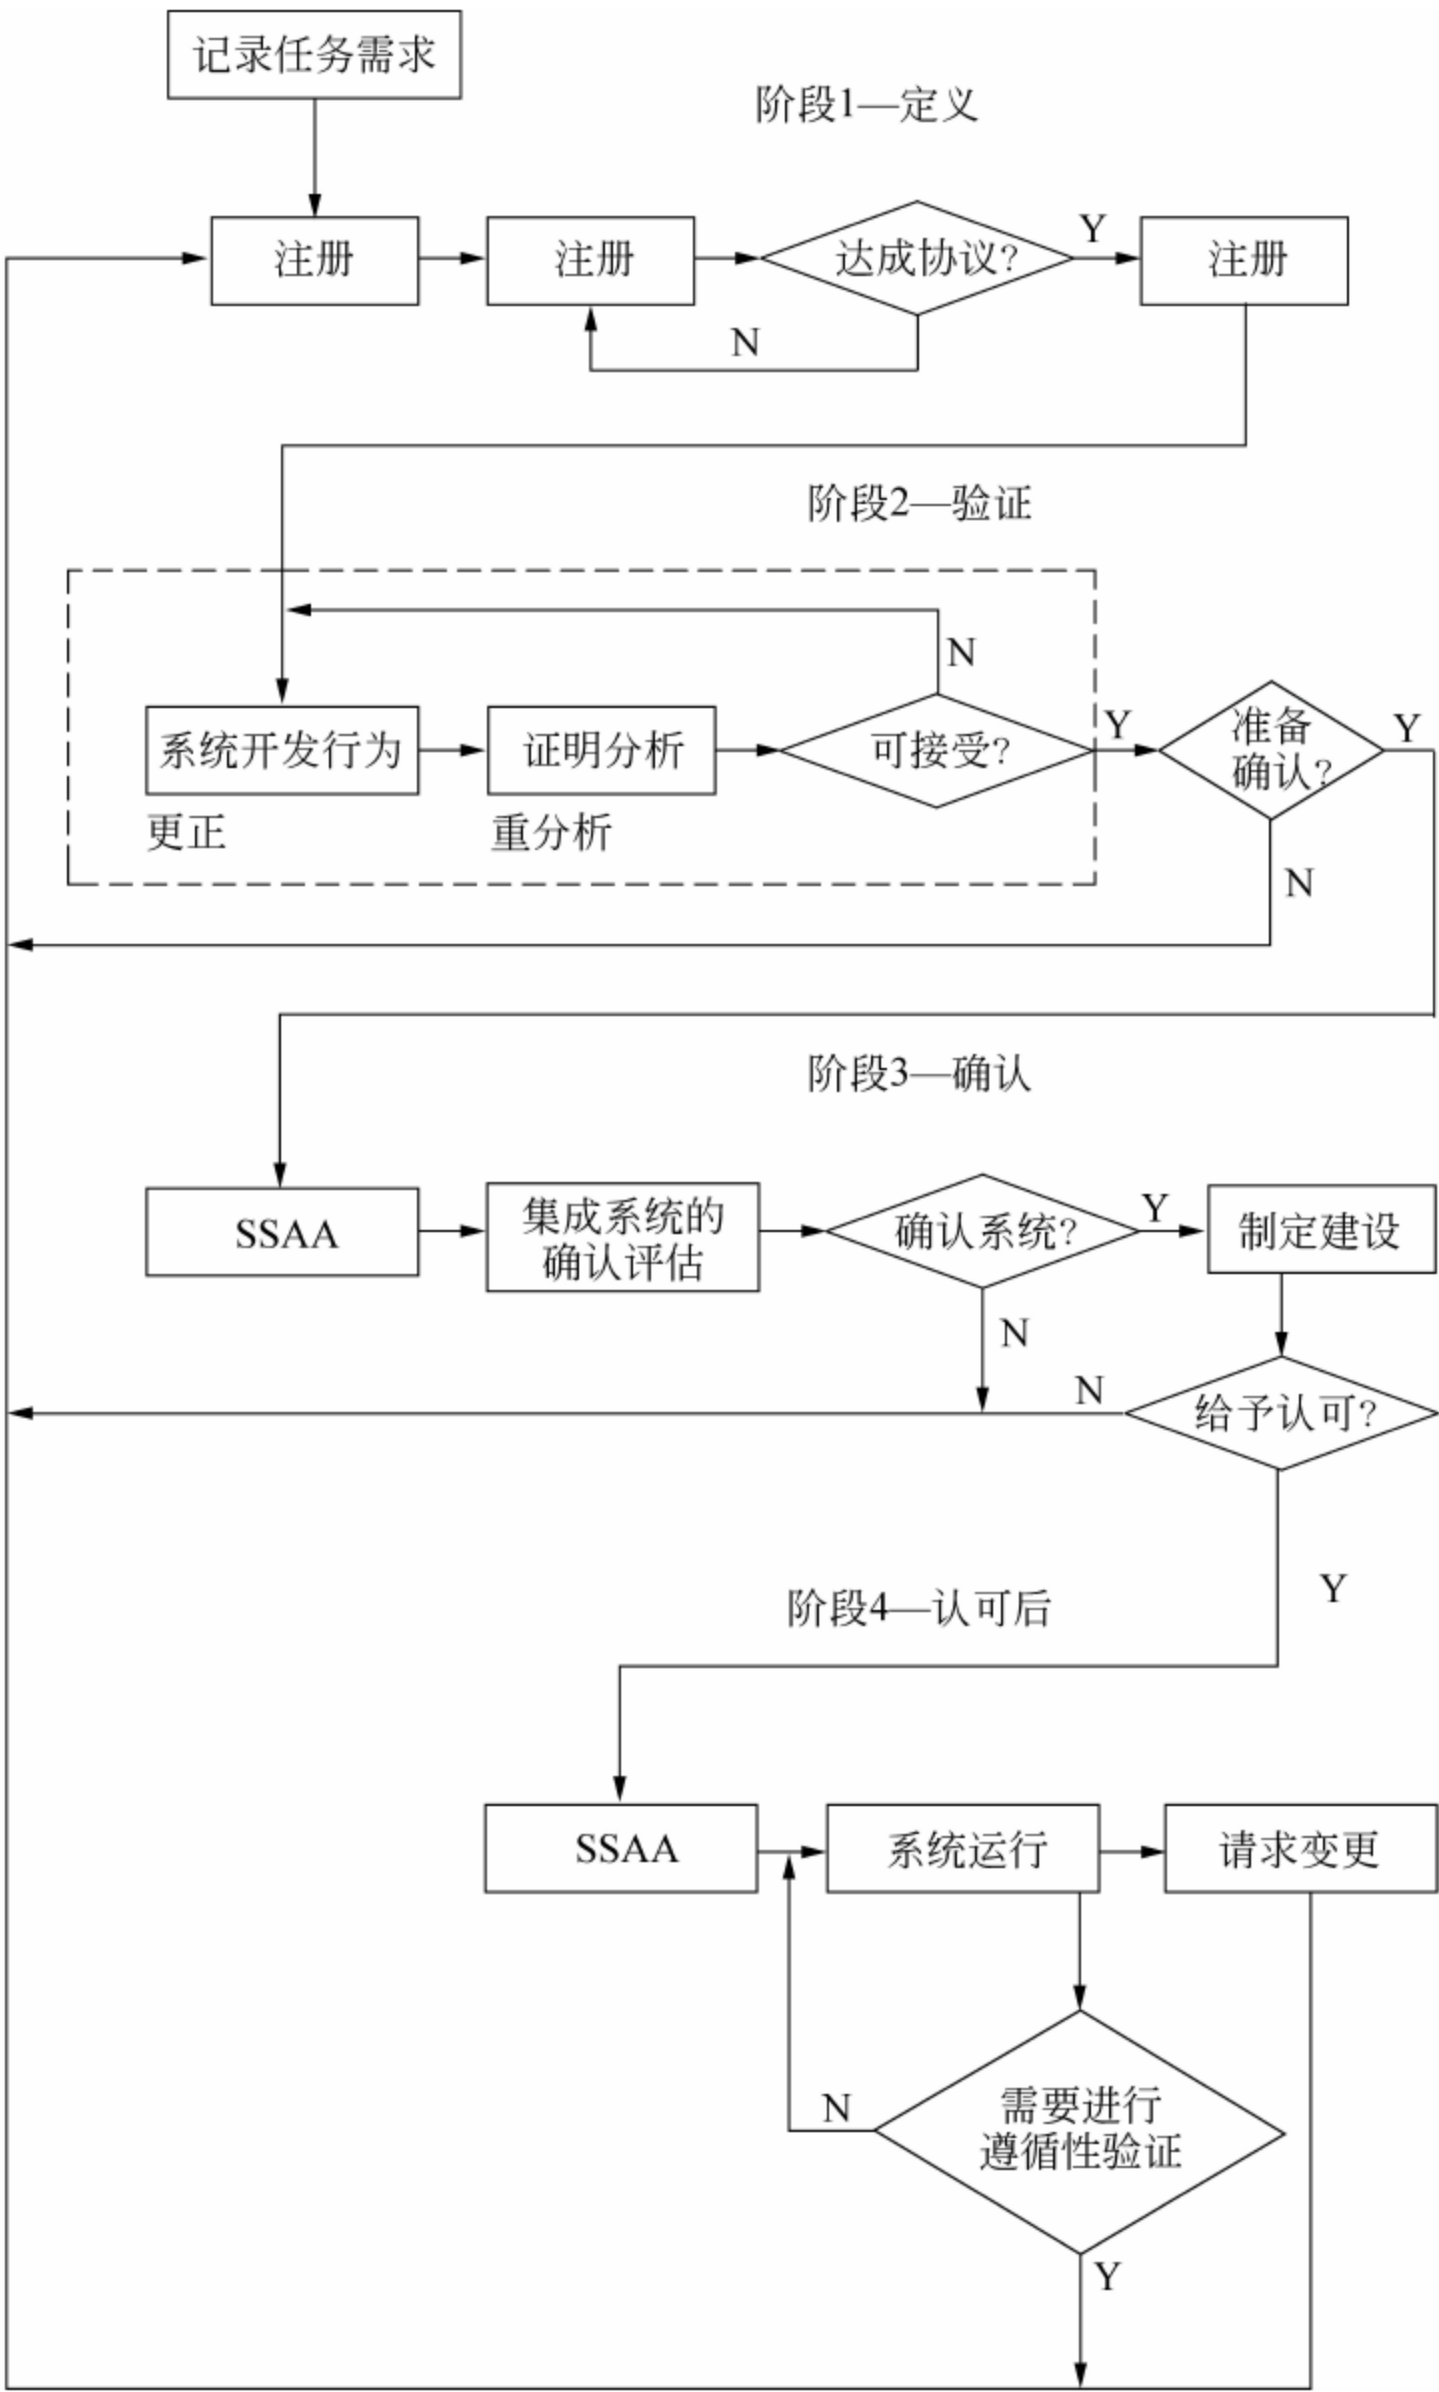 记录任务需求
阶段1—定义
注册
注册
达成协议?
Y
注册
N
阶段2—验证
N
系统开发行为
证明分析
可接受?
Y
准备
确认?
Y
更正
重分析
N
阶段3—确认
SSAA
集成系统的
确认评估
确认系统?
Y
制定建设
N
N
给予认可?
Y
阶段4—认可后
SSAA
系统运行
请求变更
需要进行
遵循性验证
N
Y